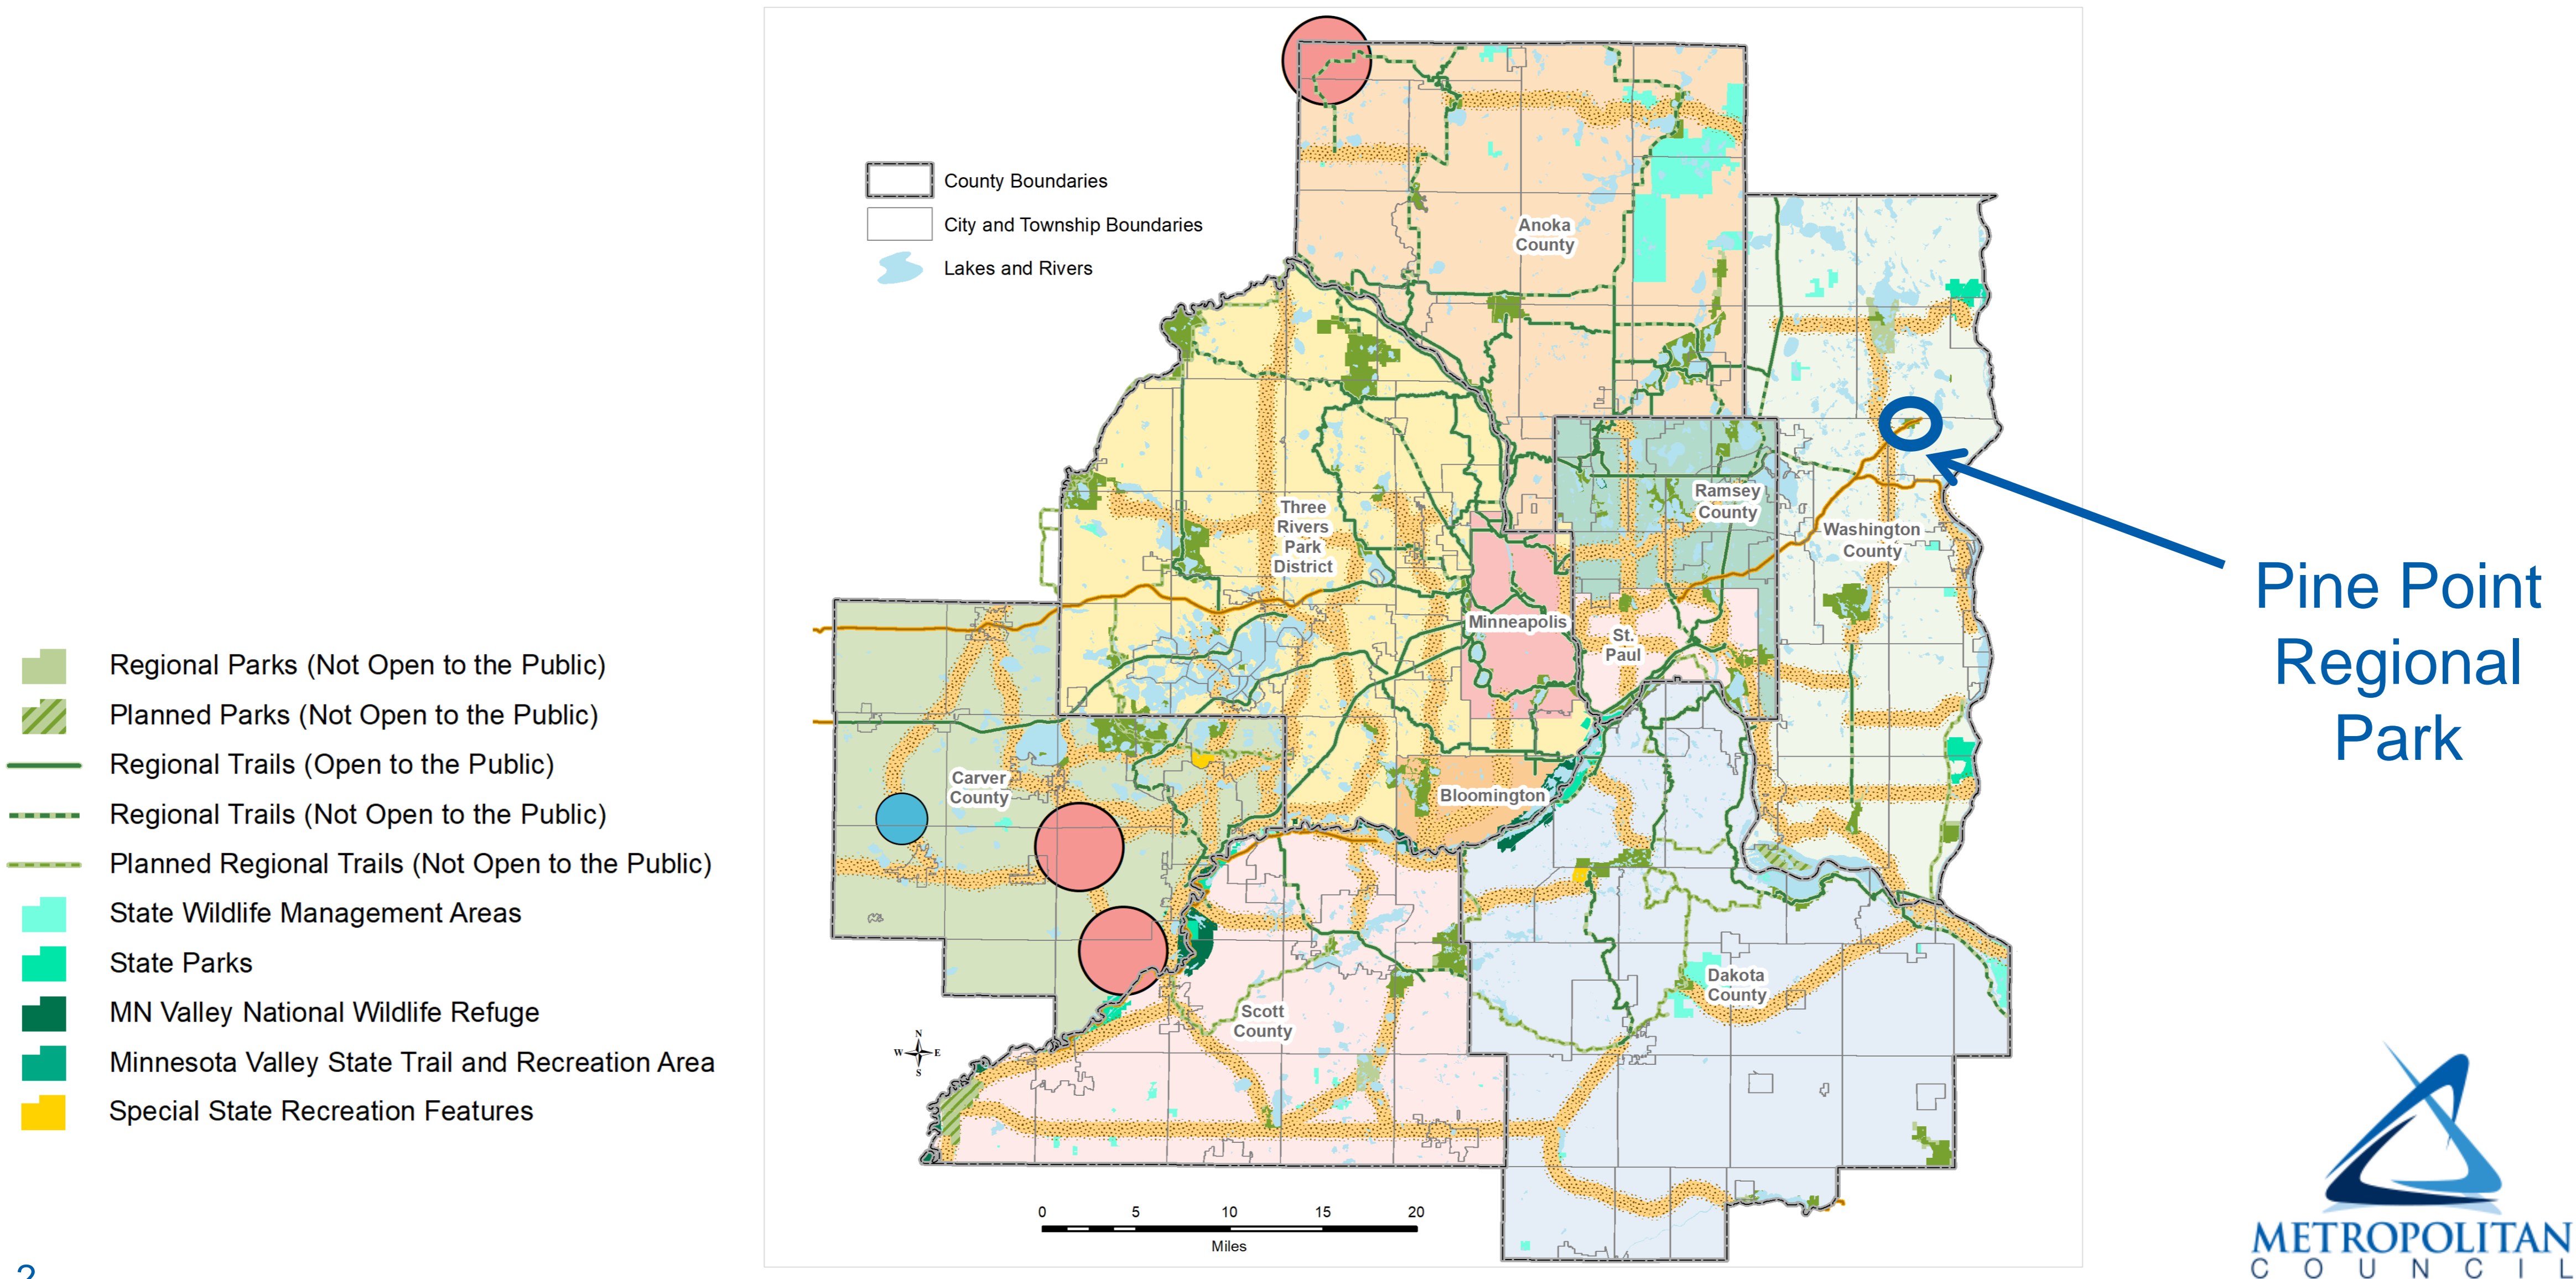 County Boundaries
City and Township Boundaries
Lakes and Rivers
Anoka
County
Three
Rivers
Park
District
Ramsey
County
Washington
County
Minneapolis
St.
Paul
Carver
County
Bloomington
Scott
County
Dakota
County
N
W E
S
0 5 10 15 20
Miles
Regional Parks (Not Open to the Public)
Planned Parks (Not Open to the Public)
Regional Trails (Open to the Public)
Regional Trails (Not Open to the Public)
Planned Regional Trails (Not Open to the Public)
State Wildlife Management Areas
State Parks
MN Valley National Wildlife Refuge
Minnesota Valley State Trail and Recreation Area
Special State Recreation Features
Pine Point
Regional
Park
METROPOLITAN
COUNCIL
2